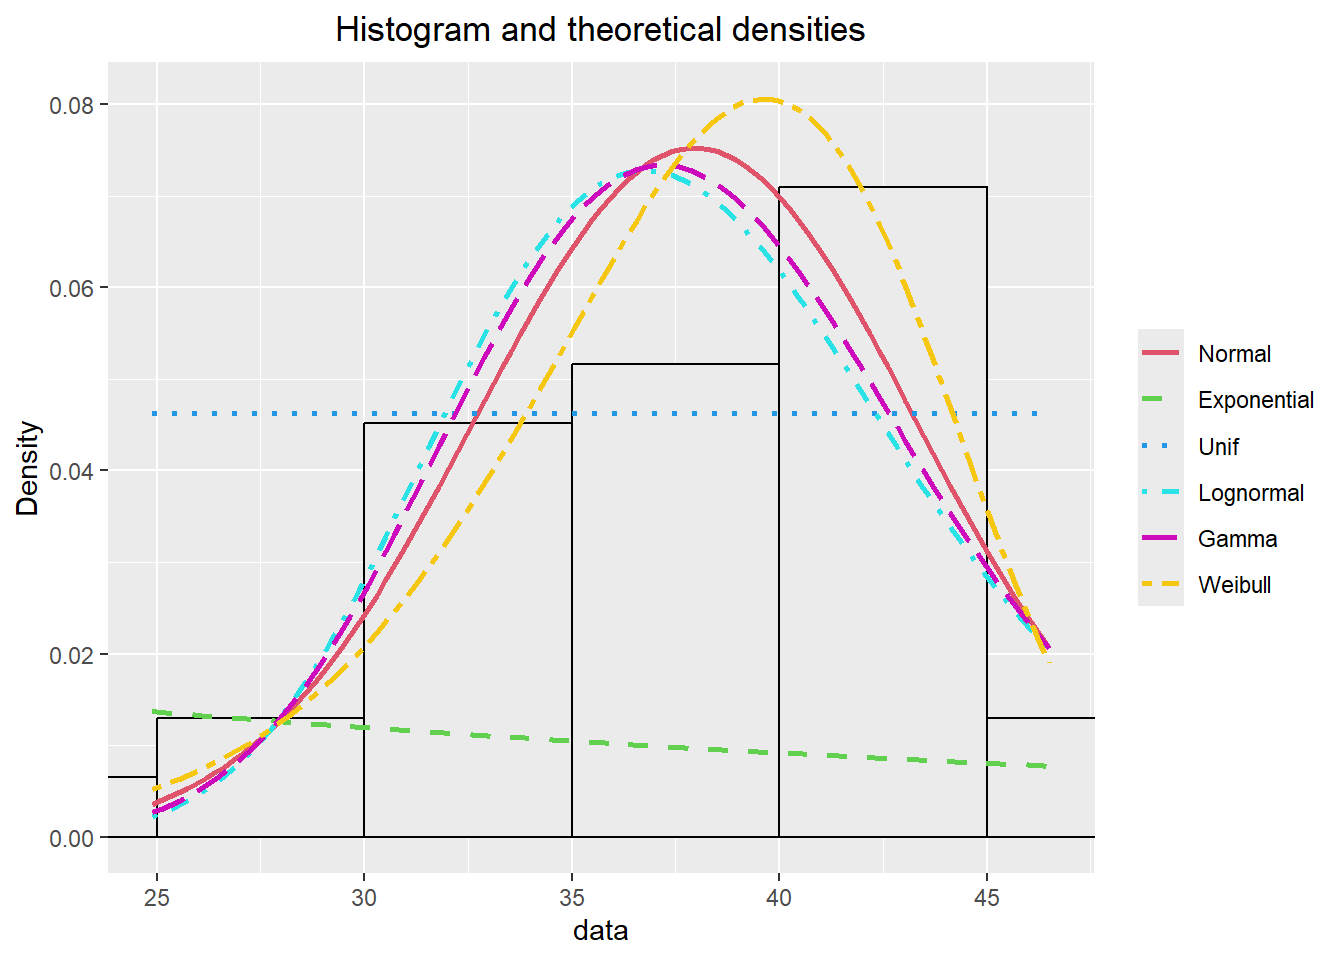 Histogram and theoretical densities
Density
0.08
0.06
0.04
0.02
0.00
25 30 35 40 45
data
Normal
Exponential
Unif
Lognormal
Gamma
Weibull